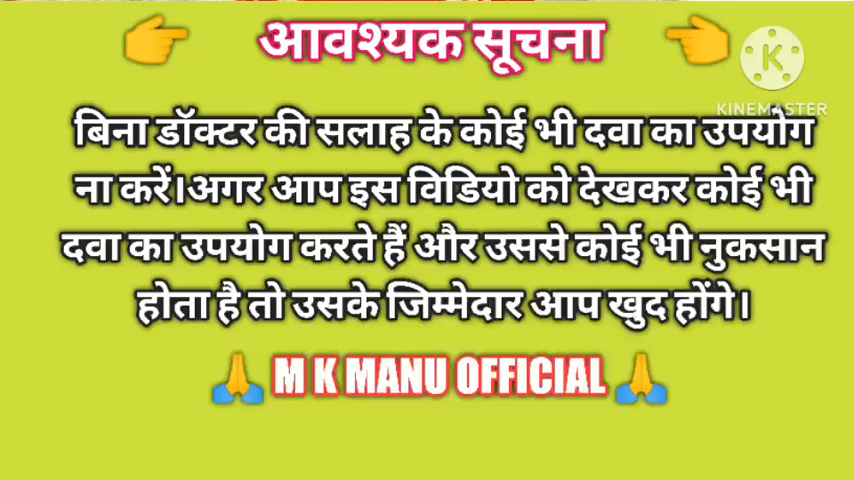 👉 आवश्यक सूचना 👈
K
KINEMASTER
बिना डॉक्टर की सलाह के कोई भी दवा का उपयोग
ना करें।अगर आप इस विडियो को देखकर कोई भी
दवा का उपयोग करते हैं और उससे कोई भी नुकसान
होता है तो उसके जिम्मेदार आप खुद होंगे।
🙏 M K MANU OFFICIAL 🙏